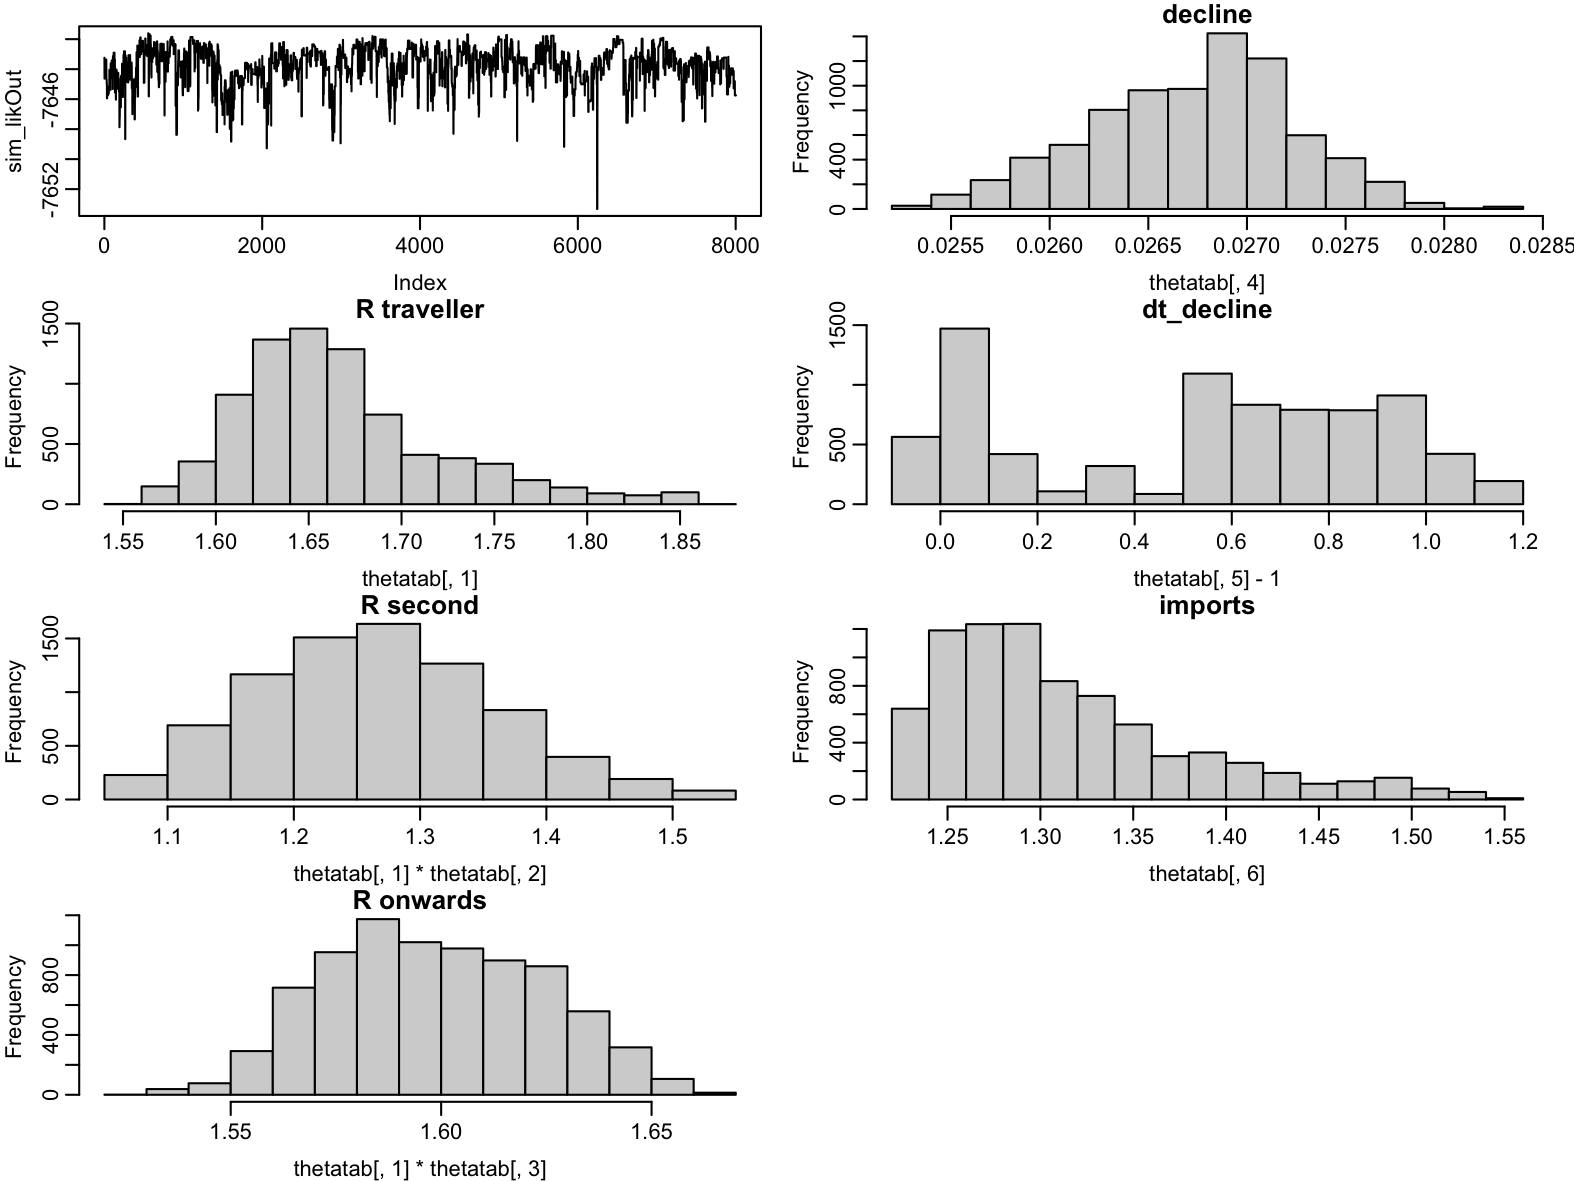 sim_likOut
-7652
-7646
0 2000 4000 6000 8000
Index
decline
Frequency
0 400 1000
0.0255 0.0260 0.0265 0.0270 0.0275 0.0280 0.0285
thetatab[, 4]
R traveller
Frequency
0 500 1500
1.55 1.60 1.65 1.70 1.75 1.80 1.85
thetatab[, 1]
dt_decline
Frequency
0 500 1500
0.0 0.2 0.4 0.6 0.8 1.0 1.2
thetatab[, 5] - 1
R second
Frequency
0 500 1500
1.1 1.2 1.3 1.4 1.5
thetatab[, 1] * thetatab[, 2]
imports
Frequency
0 400 800
1.25 1.30 1.35 1.40 1.45 1.50 1.55
thetatab[, 6]
R onwards
Frequency
0 400 800
1.55 1.60 1.65
thetatab[, 1] * thetatab[, 3]